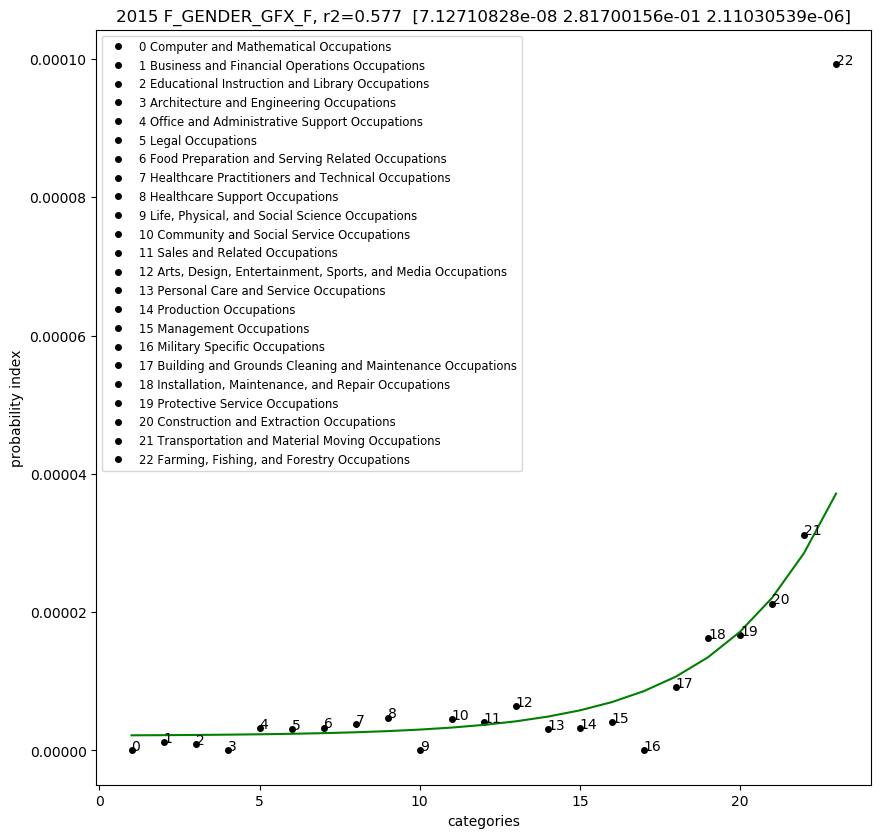 2015 F_GENDER_GFX_F, r2=0.577  [7.12710828e-08 2.81700156e-01 2.11030539e-06]
0 Computer and Mathematical Occupations
1 Business and Financial Operations Occupations
2 Educational Instruction and Library Occupations
3 Architecture and Engineering Occupations
4 Office and Administrative Support Occupations
5 Legal Occupations
6 Food Preparation and Serving Related Occupations
7 Healthcare Practitioners and Technical Occupations
8 Healthcare Support Occupations
9 Life, Physical, and Social Science Occupations
10 Community and Social Service Occupations
11 Sales and Related Occupations
12 Arts, Design, Entertainment, Sports, and Media Occupations
13 Personal Care and Service Occupations
14 Production Occupations
15 Management Occupations
16 Military Specific Occupations
17 Building and Grounds Cleaning and Maintenance Occupations
18 Installation, Maintenance, and Repair Occupations
19 Protective Service Occupations
20 Construction and Extraction Occupations
21 Transportation and Material Moving Occupations
22 Farming, Fishing, and Forestry Occupations
probability index
0.00010
0.00008
0.00006
0.00004
0.00002
0.00000
0
1
2
3
4
5
6
7
8
9
10
11
12
13
14
15
16
17
18
19
20
21
22
0
5
10
15
20
categories